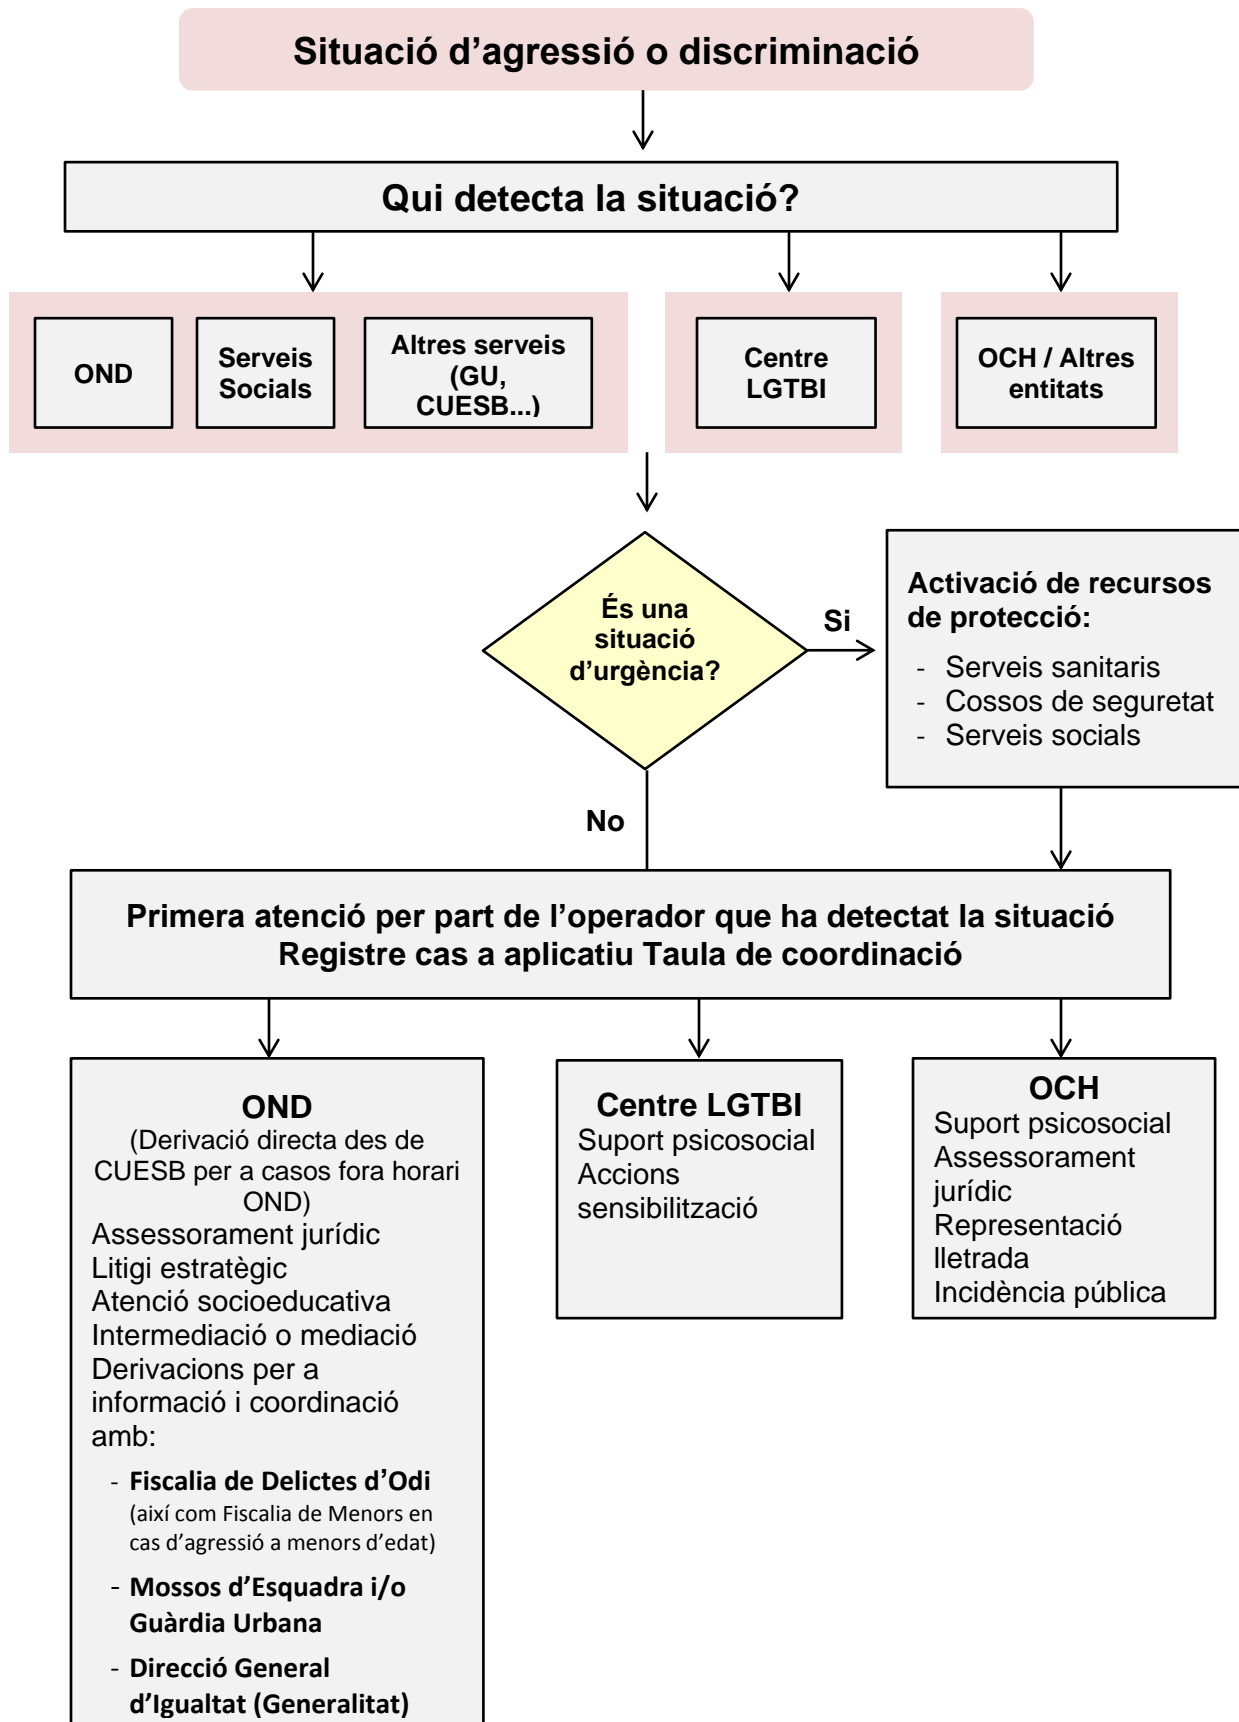 Situació d’agressió o discriminació
Qui detecta la situació?
OND
Serveis
Socials
Altres serveis
(GU,
CUESB...)
Centre
LGTBI
OCH / Altres
entitats
És una
situació
d’urgència?
Si
Activació de recursos
de protecció:
- Serveis sanitaris
- Cossos de seguretat
- Serveis socials
No
Primera atenció per part de l’operador que ha detectat la situació
Registre cas a aplicatiu Taula de coordinació
OND
(Derivació directa des de
CUESB per a casos fora horari
OND)
Assessorament jurídic
Litigi estratègic
Atenció socioeducativa
Intermediació o mediació
Derivacions per a
informació i coordinació
amb:
- Fiscalia de Delictes d’Odi
(així com Fiscalia de Menors en
cas d’agressió a menors d’edat)
- Mossos d’Esquadra i/o
Guàrdia Urbana
- Direcció General
d’Igualtat (Generalitat)
Centre LGTBI
Suport psicosocial
Accions
sensibilització
OCH
Suport psicosocial
Assessorament
jurídic
Representació
lletrada
Incidència pública